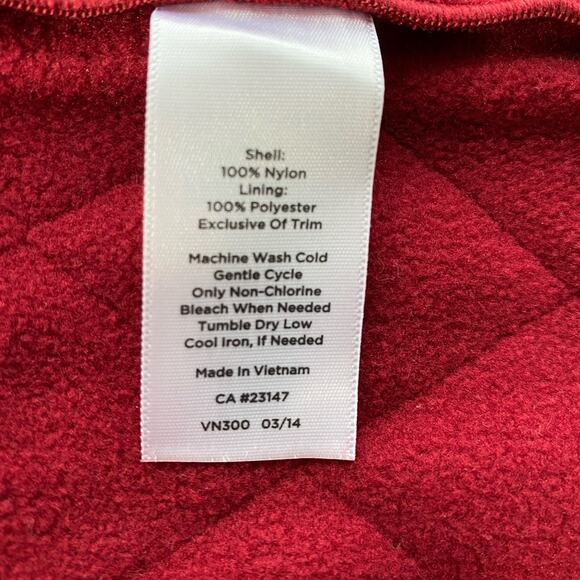 Shell:
100% Nylon
Lining:
100% Polyester
Exclusive Of Trim
Machine Wash Cold
Gentle Cycle
Only Non-Chlorine
Bleach When Needed
Tumble Dry Low
Cool Iron, If Needed
Made In Vietnam
CA #23147
VN300 03/14